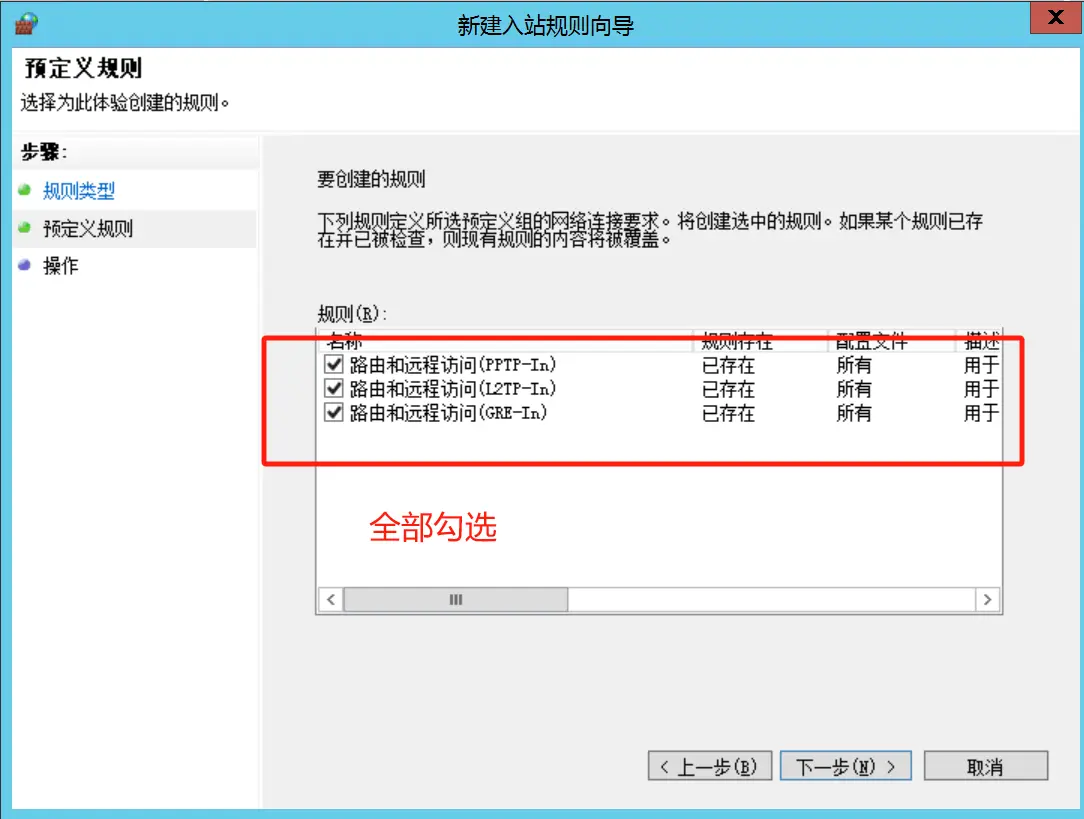 新建入站规则向导
X
预定义规则
选择为此体验创建的规则。
步骤:
规则类型
预定义规则
操作
要创建的规则
下列规则定义所选预定义组的网络连接要求。将创建选中的规则。如果某个规则已存
在并已被检查,则现有规则的内容将被覆盖。
规则(R):
名称 规则存在 配置文件 描述
路由和远程访问(PPTP-In) 已存在 所有 用于
路由和远程访问(L2TP-In) 已存在 所有 用于
路由和远程访问(GRE-In) 已存在 所有 用于
全部勾选
< 上一步(B) 下一步(N) > 取消